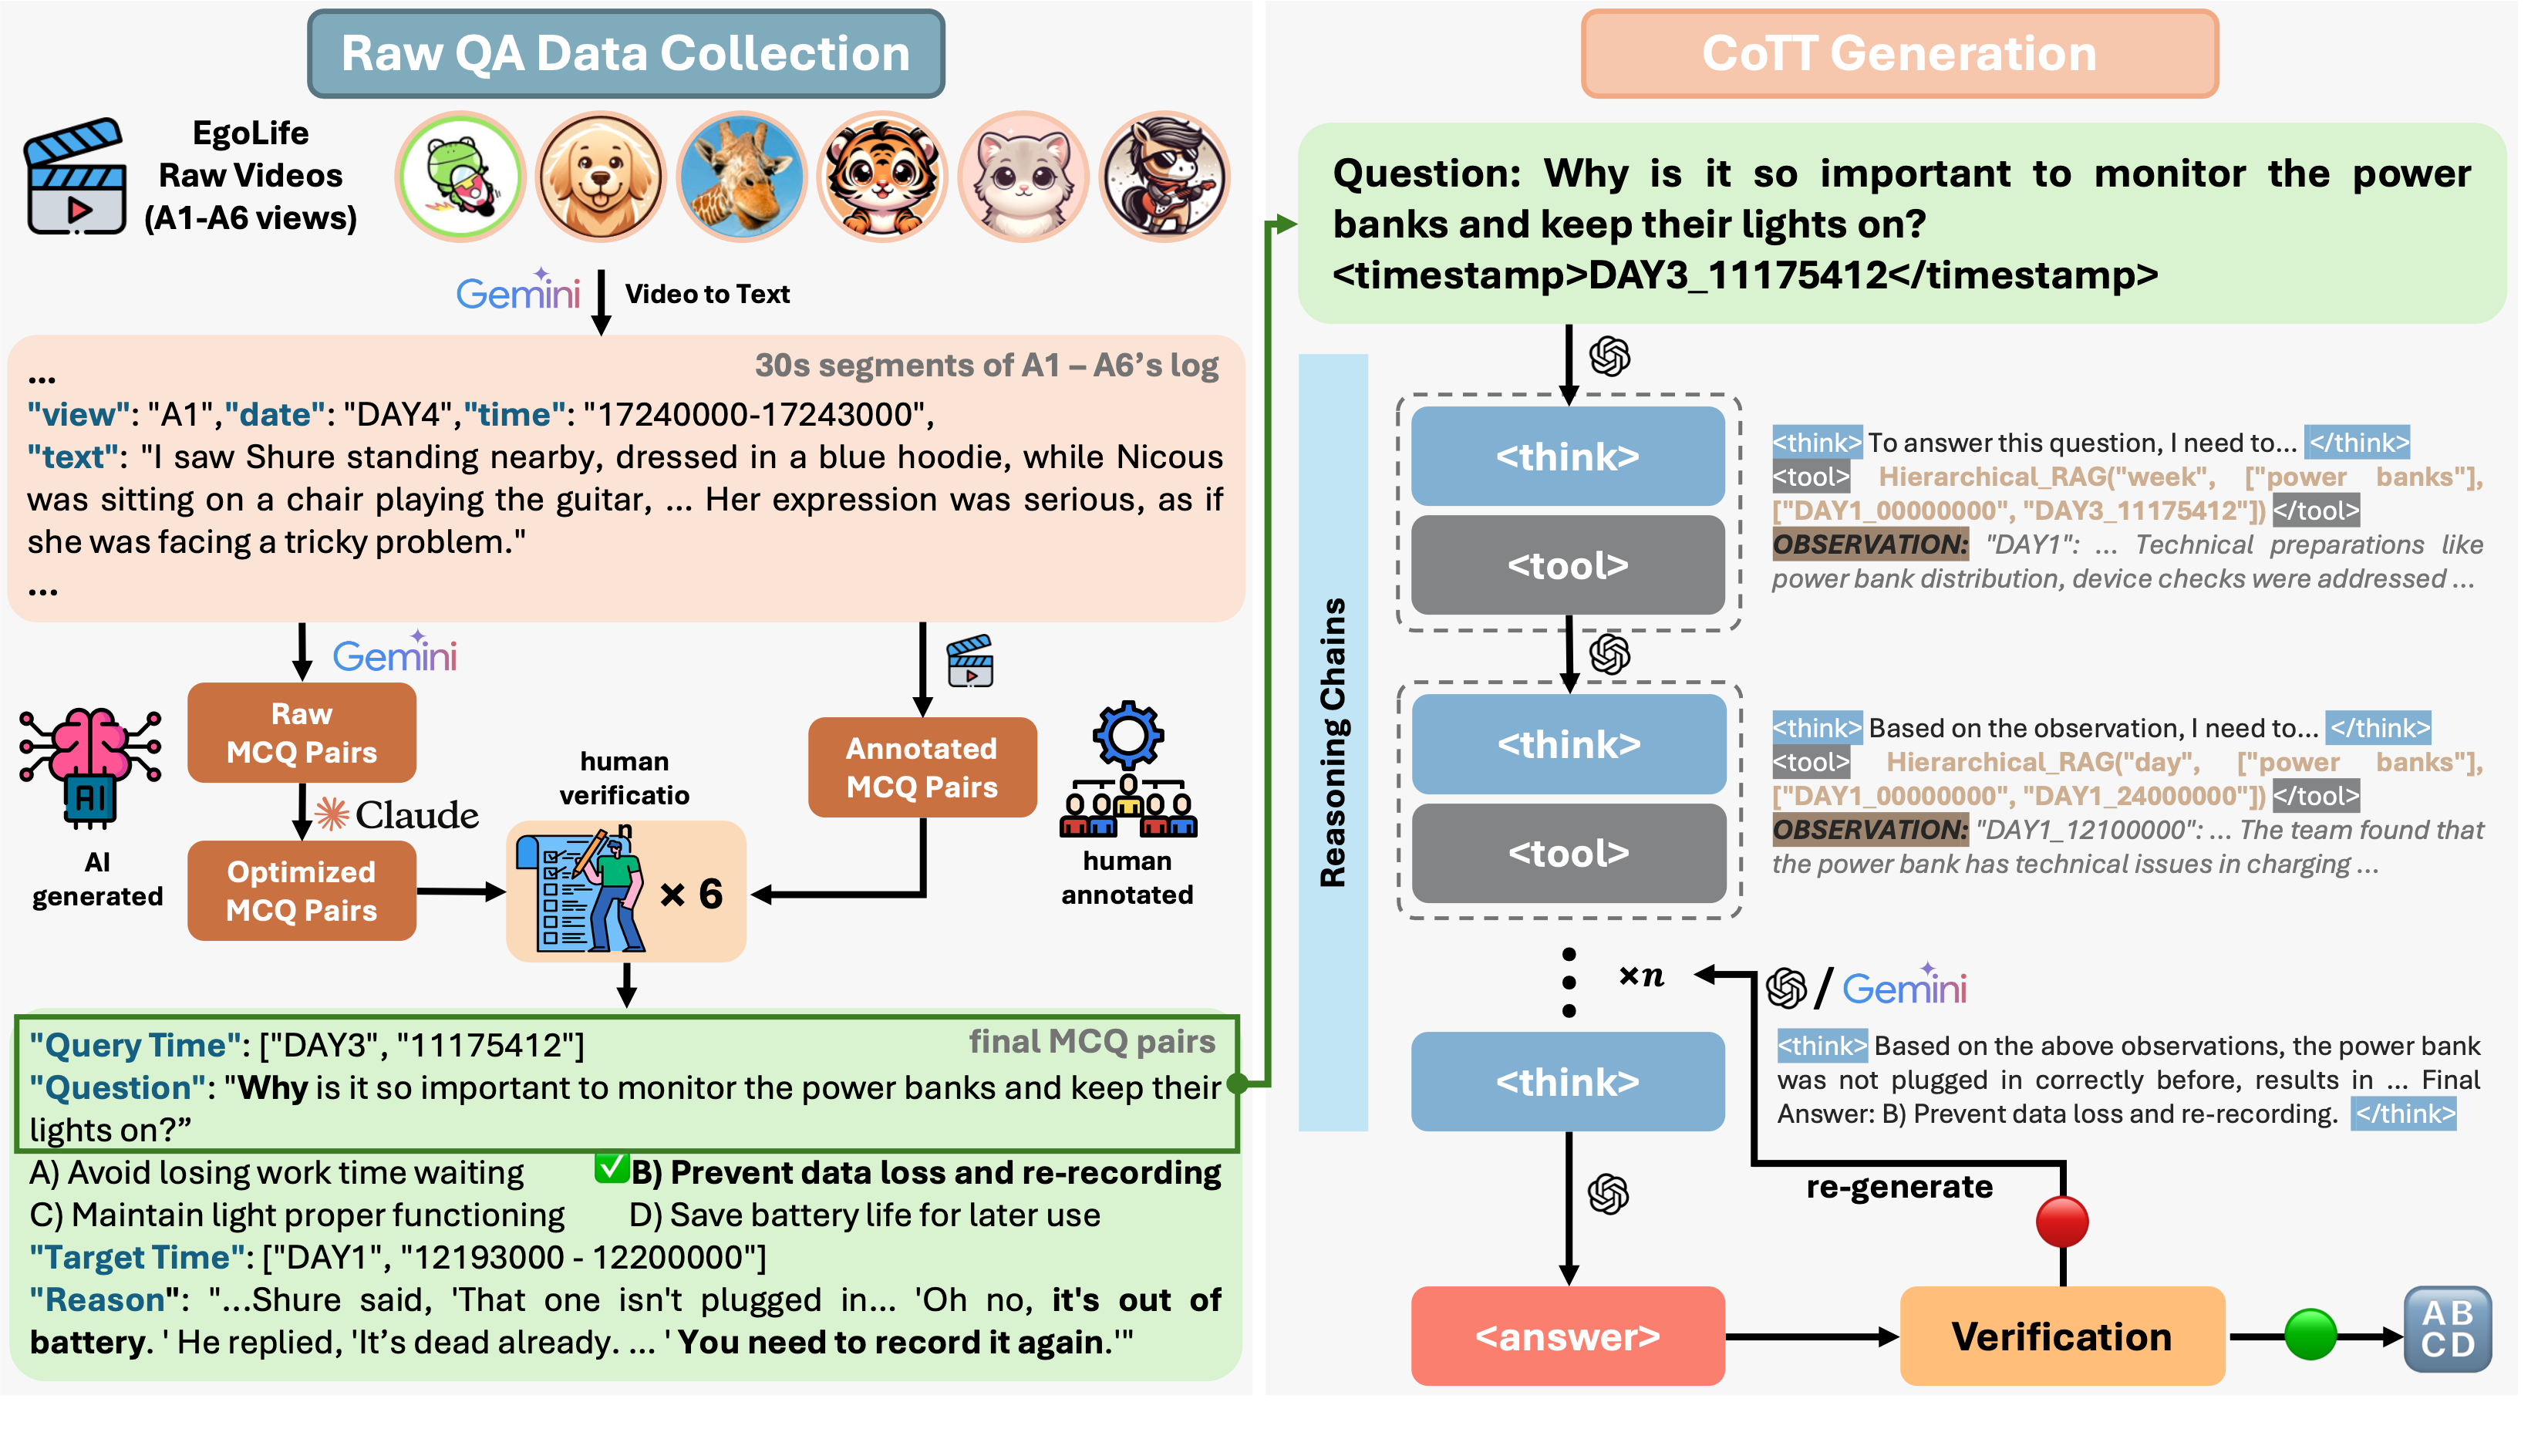 Raw QA Data Collection
EgoLife
Raw Videos
(A1-A6 views)
Gemini
Video to Text
30s segments of A1 – A6’s log
...
"view": "A1","date": "DAY4","time": "17240000-17243000",
"text": "I saw Shure standing nearby, dressed in a blue hoodie, while Nicous
was sitting on a chair playing the guitar, ... Her expression was serious, as if
she was facing a tricky problem."
...
Gemini
Raw
MCQ Pairs
Claude
Optimized
MCQ Pairs
AI
AI
generated
human
verificatio
n
× 6
Annotated
MCQ Pairs
human
annotated
final MCQ pairs
"Query Time": ["DAY3", "11175412"]
"Question": "Why is it so important to monitor the power banks and keep their
lights on?”
A) Avoid losing work time waiting B) Prevent data loss and re-recording
C) Maintain light proper functioning D) Save battery life for later use
"Target Time": ["DAY1", "12193000 - 12200000"]
"Reason": "...Shure said, 'That one isn't plugged in... 'Oh no, it's out of
battery. ' He replied, 'It’s dead already. ... ' You need to record it again.'"
CoTT Generation
Question: Why is it so important to monitor the power
banks and keep their lights on?
<timestamp>DAY3_11175412</timestamp>
Reasoning Chains
<think>
<tool>
<think> To answer this question, I need to... </think>
<tool> Hierarchical_RAG("week", ["power banks"],
["DAY1_00000000", "DAY3_11175412"]) </tool>
OBSERVATION: "DAY1": ... Technical preparations like
power bank distribution, device checks were addressed ...
<think>
<tool>
<think> Based on the observation, I need to... </think>
<tool> Hierarchical_RAG("day", ["power banks"],
["DAY1_00000000", "DAY1_24000000"]) </tool>
OBSERVATION: "DAY1_12100000": ... The team found that
the power bank has technical issues in charging ...
×n
/ Gemini
<think>
<think> Based on the above observations, the power bank
was not plugged in correctly before, results in ... Final
Answer: B) Prevent data loss and re-recording. </think>
re-generate
<answer>
Verification
AB
CD